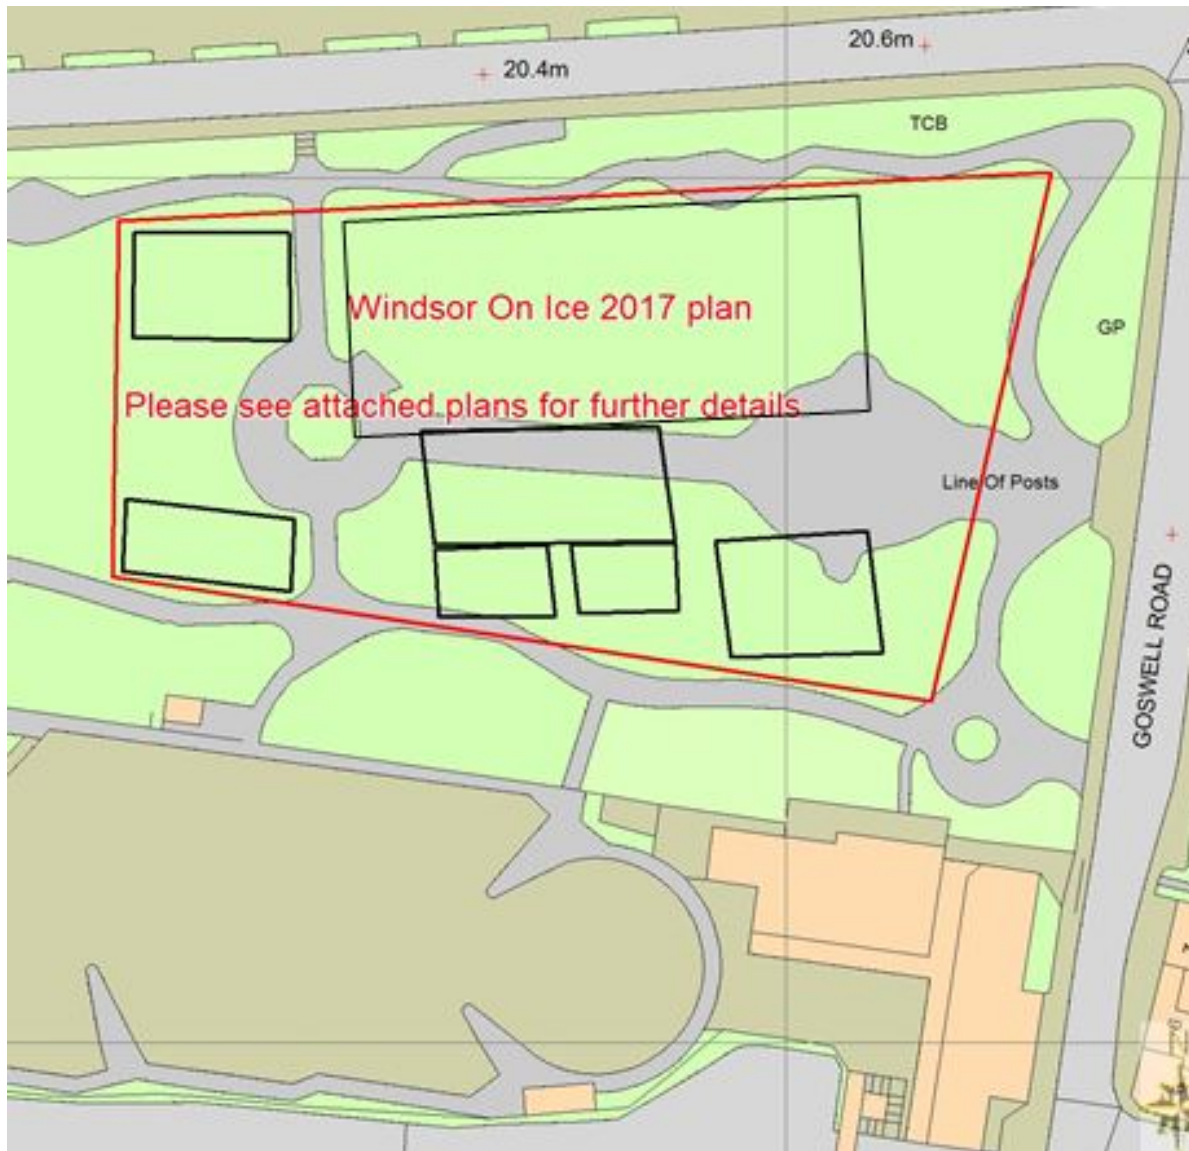 20.6m
20.4m
TCB
Windsor On Ice 2017 plan
GP
Please see attached plans for further details
Line Of Posts
GOSWELL ROAD